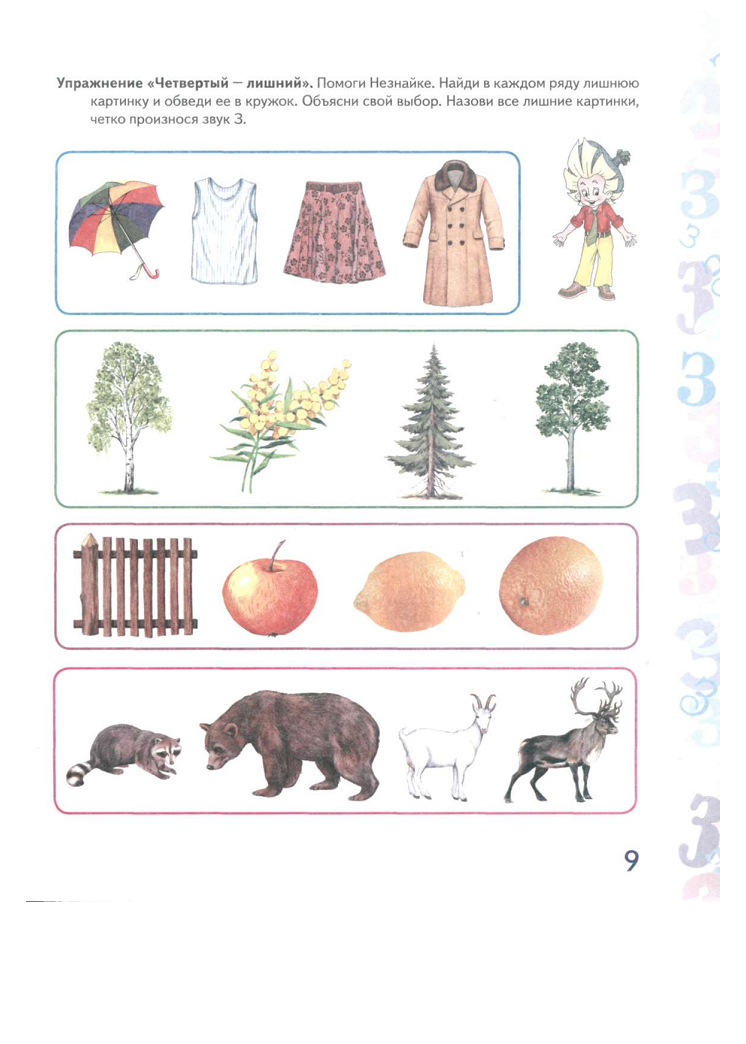 Упражнение «Четвертый — лишний». Помоги Незнайке. Найди в каждом ряду лишнюю
картинку и обведи ее в кружок. Объясни свой выбор. Назови все лишние картинки,
четко произнося звук З.
З
З
З
З
З
З
З
9